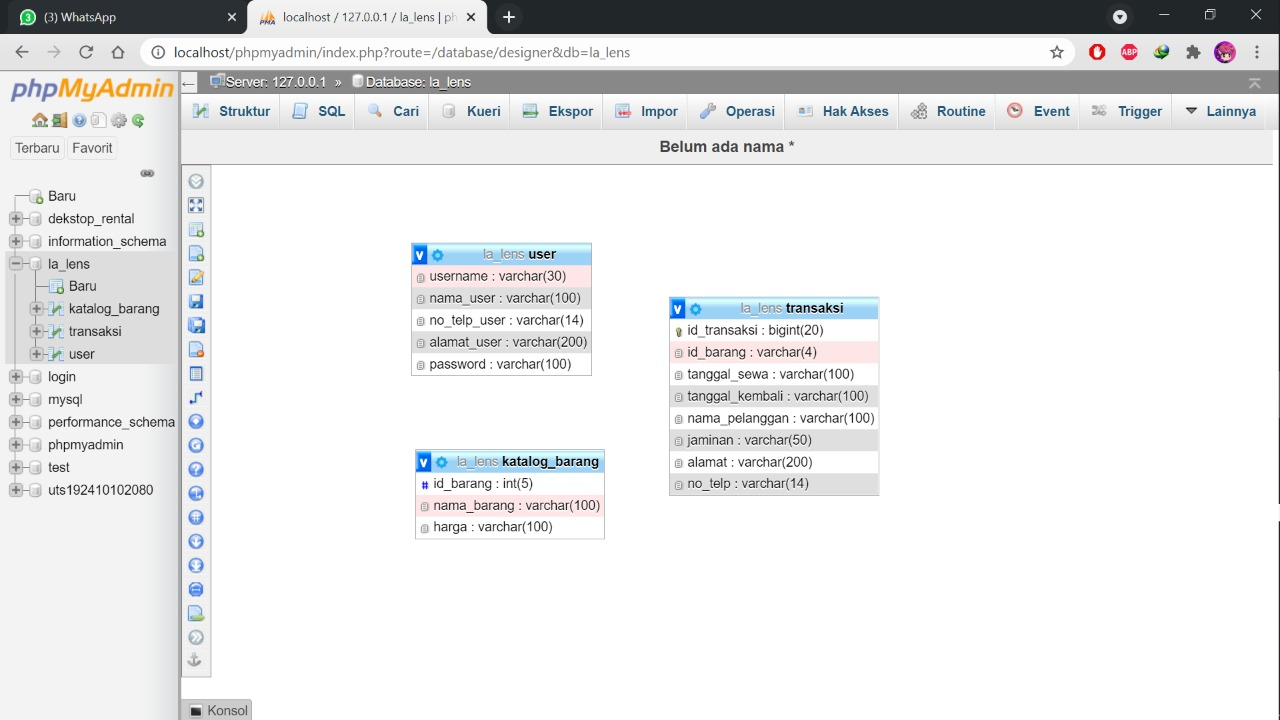 (3) WhatsApp
localhost / 127.0.0.1 / la_lens | ph
localhost/phpmyadmin/index.php?route=/database/designer&db=la_lens
phpMyAdmin
Terbaru Favorit
Baru
dekstop_rental
information_schema
la_lens
Baru
katalog_barang
transaksi
user
login
mysql
performance_schema
phpmyadmin
test
uts192410102080
Server: 127.0.0.1 » Database: la_lens
Struktur SQL Cari Kueri Ekspor Impor Operasi Hak Akses Routine Event Trigger Lainnya
Belum ada nama *
v la_lens user
username : varchar(30)
nama_user : varchar(100)
no_telp_user : varchar(14)
alamat_user : varchar(200)
password : varchar(100)
v la_lens transaksi
id_transaksi : bigint(20)
id_barang : varchar(4)
tanggal_sewa : varchar(100)
tanggal_kembali : varchar(100)
nama_pelanggan : varchar(100)
jaminan : varchar(50)
alamat : varchar(200)
no_telp : varchar(14)
v la_lens katalog_barang
# id_barang : int(5)
nama_barang : varchar(100)
harga : varchar(100)
Konsol